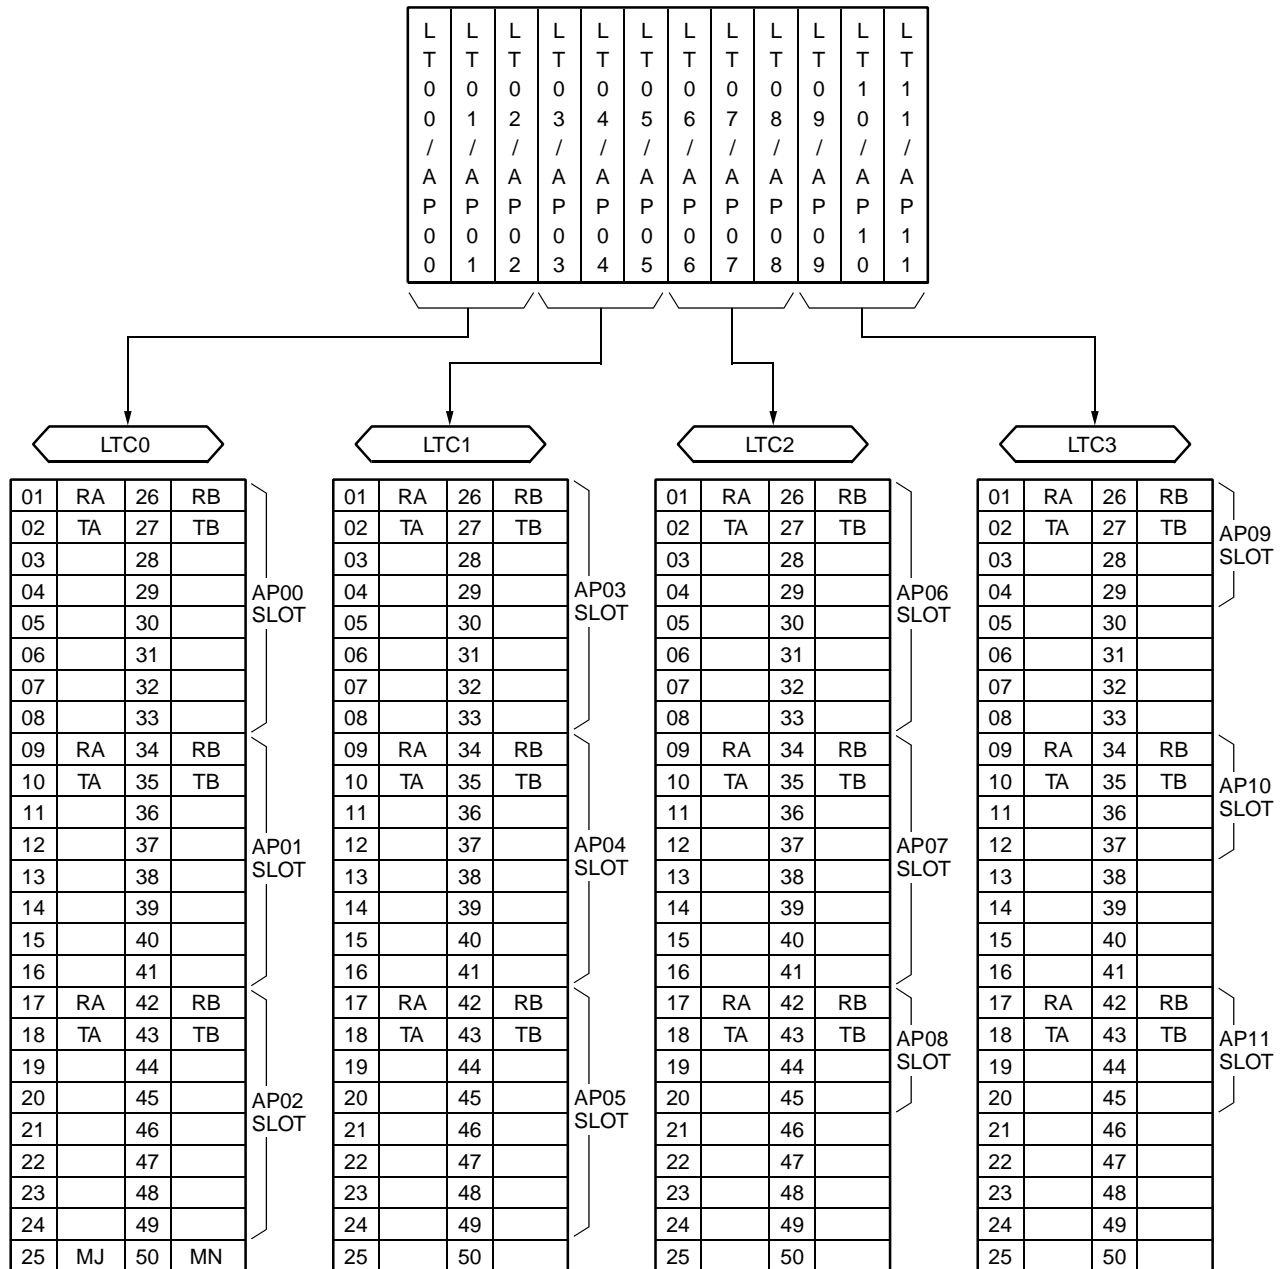 L L L L L L L L L L L L
T T T T T T T T T T T T
0 0 0 0 0 0 0 0 0 0 1 1
0 1 2 3 4 5 6 7 8 9 0 1
/ / / / / / / / / / / /
A A A A A A A A A A A A
P P P P P P P P P P P P
0 0 0 0 0 0 0 0 0 0 1 1
0 1 2 3 4 5 6 7 8 9 0 1
LTC0 LTC1 LTC2 LTC3
01 RA 26 RB 01 RA 26 RB 01 RA 26 RB 01 RA 26 RB
02 TA 27 TB 02 TA 27 TB 02 TA 27 TB 02 TA 27 TB AP09
03 28 03 28 03 28 03 28 SLOT
04 29 AP00 04 29 AP03 04 29 AP06 04 29
05 30 SLOT 05 30 SLOT 05 30 SLOT 05 30
06 31 06 31 06 31 06 31
07 32 07 32 07 32 07 32
08 33 08 33 08 33 08 33
09 RA 34 RB 09 RA 34 RB 09 RA 34 RB 09 RA 34 RB
10 TA 35 TB 10 TA 35 TB 10 TA 35 TB 10 TA 35 TB AP10
11 36 11 36 11 36 11 36 SLOT
12 37 AP01 12 37 AP04 12 37 AP07 12 37
13 38 SLOT 13 38 SLOT 13 38 SLOT 13 38
14 39 14 39 14 39 14 39
15 40 15 40 15 40 15 40
16 41 16 41 16 41 16 41
17 RA 42 RB 17 RA 42 RB 17 RA 42 RB 17 RA 42 RB
18 TA 43 TB 18 TA 43 TB 18 TA 43 TB AP08 18 TA 43 TB AP11
19 44 19 44 19 44 SLOT 19 44 SLOT
20 45 AP02 20 45 AP05 20 45 20 45
21 46 SLOT 21 46 SLOT 21 46 21 46
22 47 22 47 22 47 22 47
23 48 23 48 23 48 23 48
24 49 24 49 24 49 24 49
25 MJ 50 MN 25 50 25 50 25 50